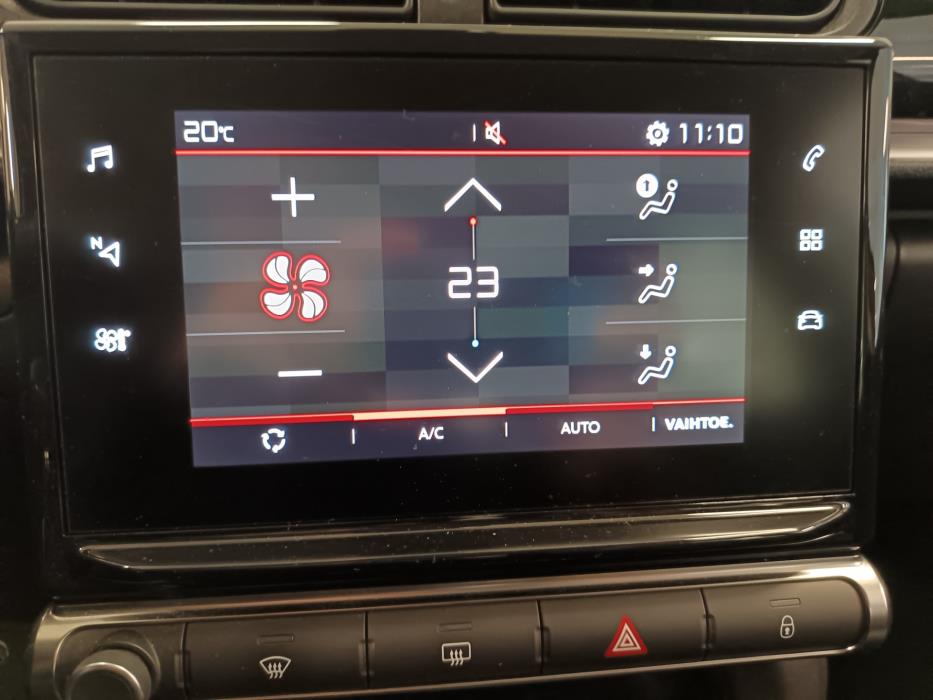 20°C 11:10
N
23
A/C AUTO VAIHTOE.